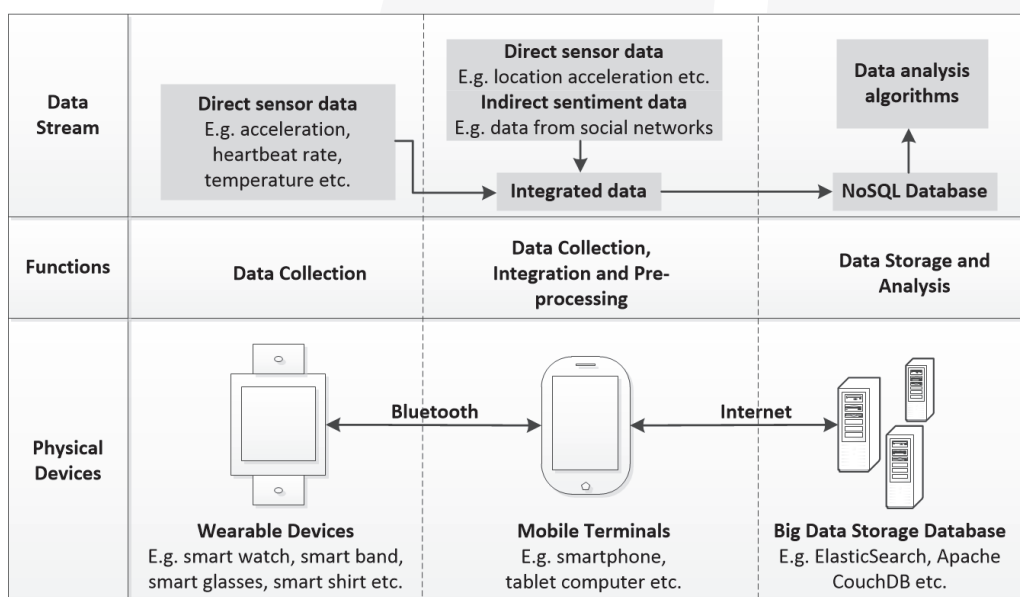 Data
Stream
Direct sensor data
E.g. acceleration,
heartbeat rate,
temperature etc.
Direct sensor data
E.g. location acceleration etc.
Indirect sentiment data
E.g. data from social networks
Integrated data
Data analysis
algorithms
NoSQL Database
Functions
Data Collection
Data Collection,
Integration and Pre-
processing
Data Storage and
Analysis
Physical
Devices
Bluetooth
Internet
Wearable Devices
E.g. smart watch, smart band,
smart glasses, smart shirt etc.
Mobile Terminals
E.g. smartphone,
tablet computer etc.
Big Data Storage Database
E.g. ElasticSearch, Apache
CouchDB etc.